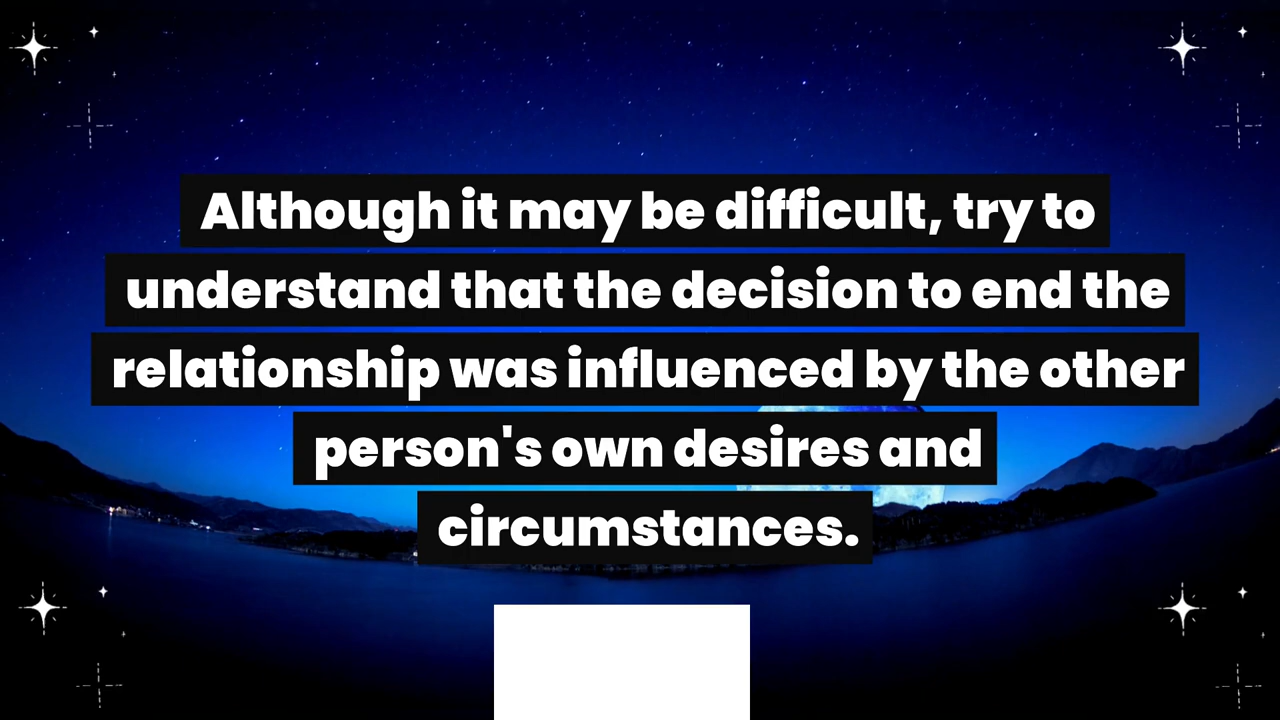 Although it may be difficult, try to
understand that the decision to end the
relationship was influenced by the other
person's own desires and
circumstances.